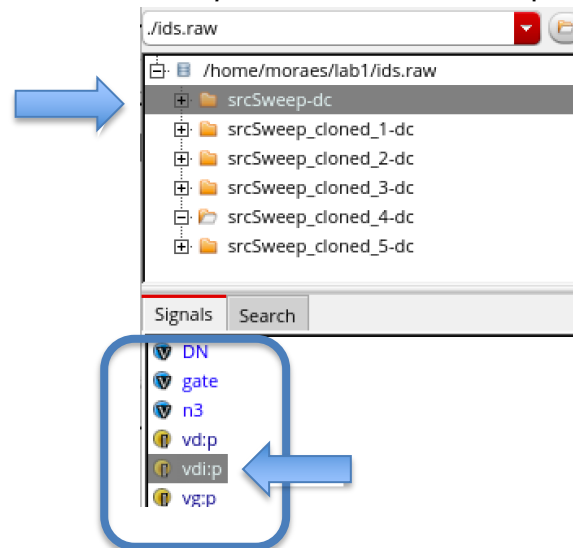 ./ids.raw
/home/moraes/lab1/ids.raw
srcSweep-dc
srcSweep_cloned_1-dc
srcSweep_cloned_2-dc
srcSweep_cloned_3-dc
srcSweep_cloned_4-dc
srcSweep_cloned_5-dc
Signals Search
DN
gate
n3
vd:p
vdi:p
vg:p